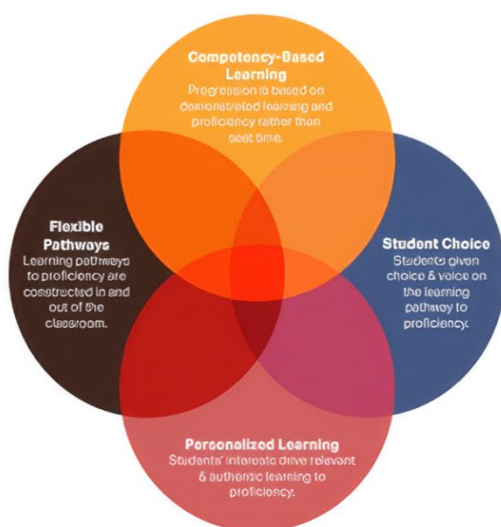 Competency-Based
Learning
Progression is based on
demonstrated learning and
proficiency rather than
seat time.
Flexible
Pathways
Learning pathways
to proficiency are
constructed in and
out of the
classroom.
Student Choice
Students given
choice & voice on
the learning
pathway to
proficiency.
Personalized Learning
Students' interests drive relevant
& authentic learning to
proficiency.